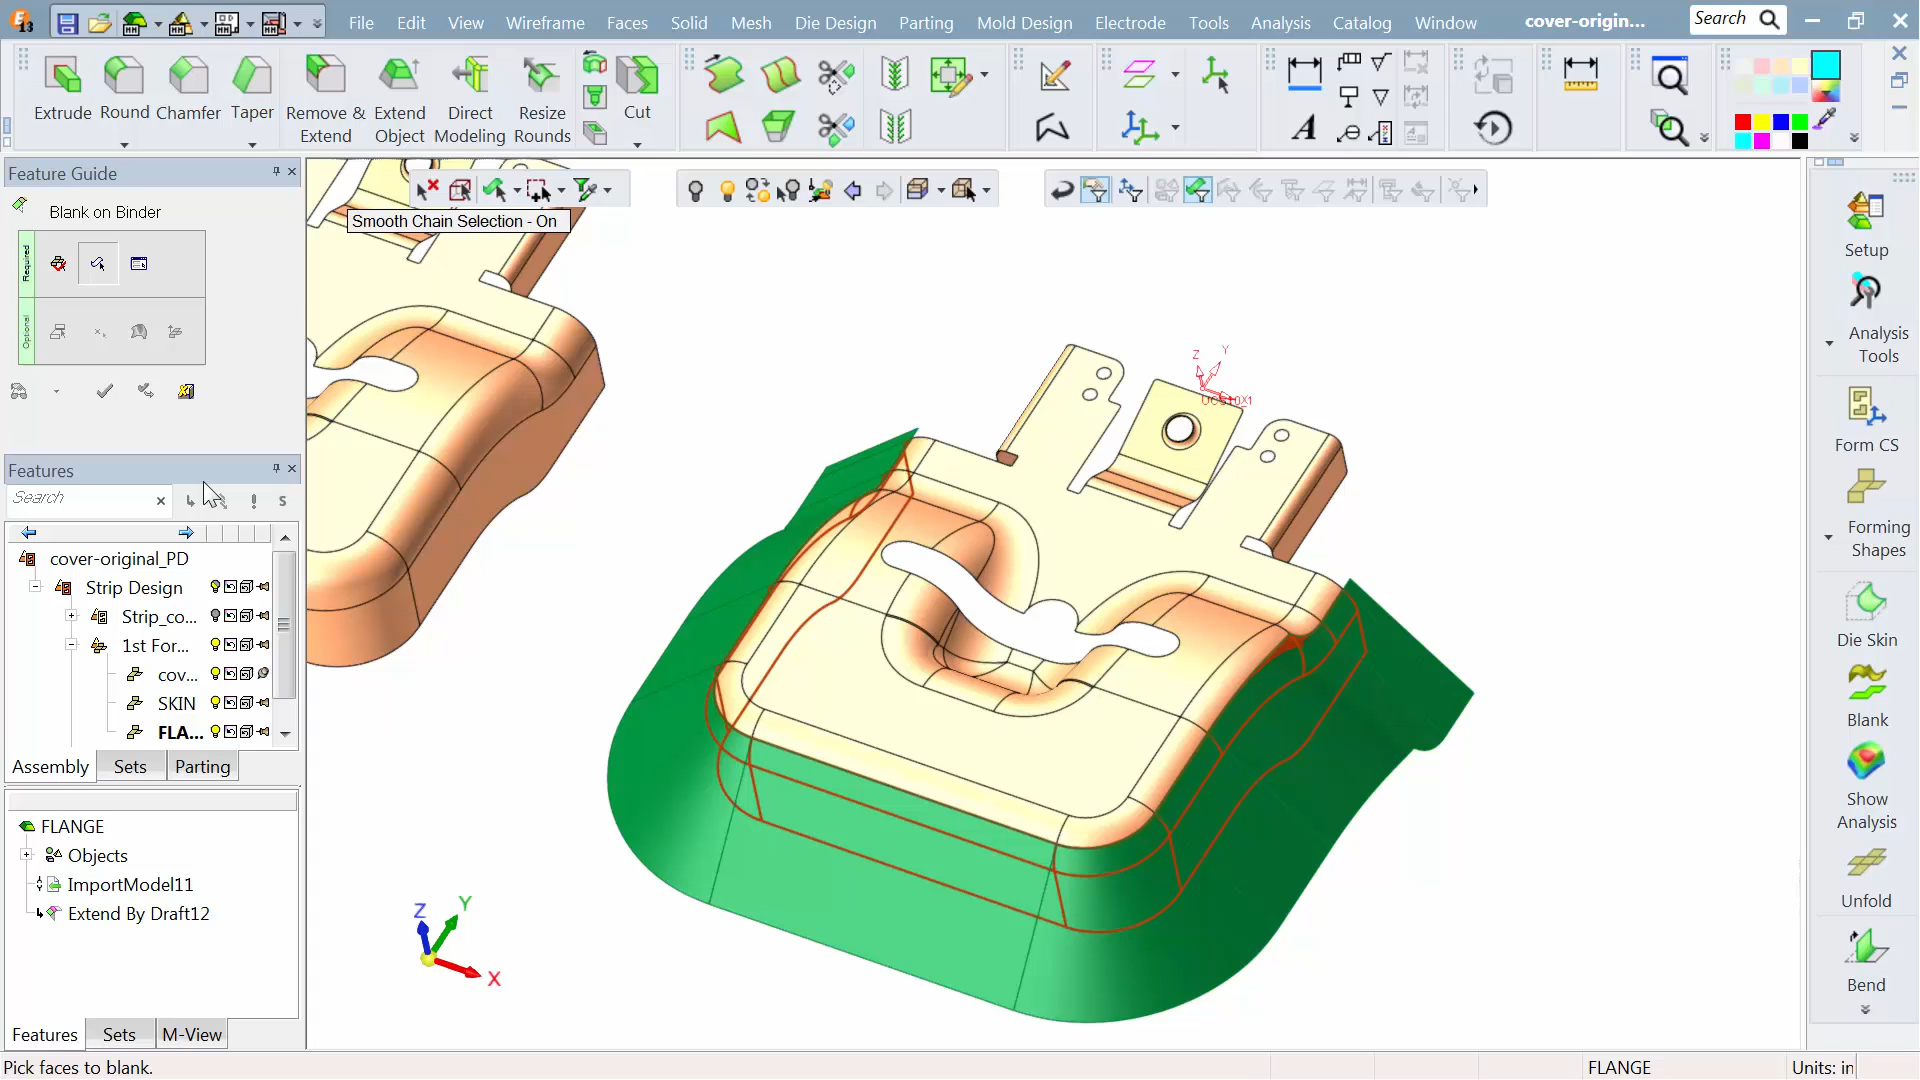 File Edit View Wireframe Faces Solid Mesh Die Design Parting Mold Design Electrode Tools Analysis Catalog Window cover-origin... Search
Extrude Round Chamfer Taper Remove & Extend Extend Object Direct Modeling Resize Rounds Cut
Feature Guide
Blank on Binder
Required
Optional
Smooth Chain Selection - On
Features
Search
S
cover-original_PD
Strip Design
Strip_co...
1st For...
cov...
SKIN
FLA...
Assembly Sets Parting
FLANGE
Objects
ImportModel11
Extend By Draft12
Features Sets M-View
Z Y
Z Y X
Setup
Analysis Tools
Form CS
Forming Shapes
Die Skin
Blank
Show Analysis
Unfold
Bend
Pick faces to blank. FLANGE Units: in